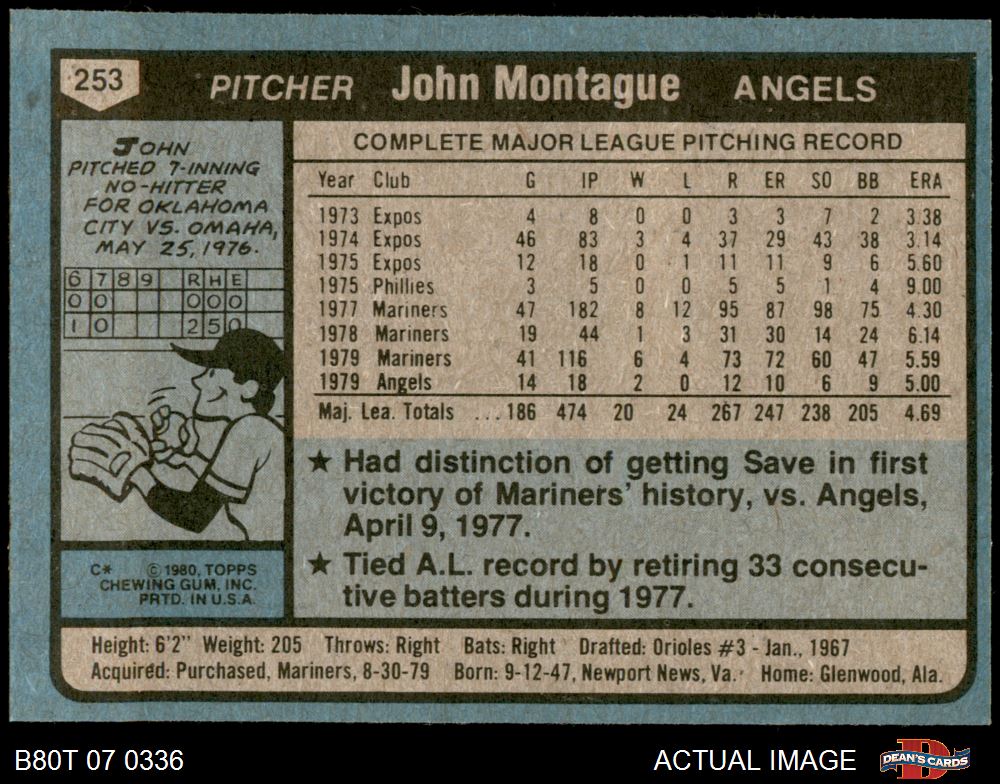 253 PITCHER John Montague ANGELS
JOHN
PITCHED 7-INNING
NO-HITTER
FOR OKLAHOMA
CITY VS. OMAHA,
MAY 25, 1976.
6 7 8 9 R H E
0 0 0 0 0
1 0 2 5 0
C* © 1980, TOPPS
CHEWING GUM, INC.
PRTD. IN U.S.A.
COMPLETE MAJOR LEAGUE PITCHING RECORD
Year Club G IP W L R ER SO BB ERA
1973 Expos 4 8 0 0 3 3 7 2 3.38
1974 Expos 46 83 3 4 37 29 43 38 3.14
1975 Expos 12 18 0 1 11 11 9 6 5.60
1975 Phillies 3 5 0 0 5 5 1 4 9.00
1977 Mariners 47 182 8 12 95 87 98 75 4.30
1978 Mariners 19 44 1 3 31 30 14 24 6.14
1979 Mariners 41 116 6 4 73 72 60 47 5.59
1979 Angels 14 18 2 0 12 10 6 9 5.00
Maj. Lea. Totals ...186 474 20 24 267 247 238 205 4.69
★ Had distinction of getting Save in first
victory of Mariners' history, vs. Angels,
April 9, 1977.
★ Tied A.L. record by retiring 33 consecu-
tive batters during 1977.
Height: 6'2" Weight: 205 Throws: Right Bats: Right Drafted: Orioles #3 - Jan., 1967
Acquired: Purchased, Mariners, 8-30-79 Born: 9-12-47, Newport News, Va. Home: Glenwood, Ala.
B80T 07 0336 ACTUAL IMAGE D DEAN'S CARDS